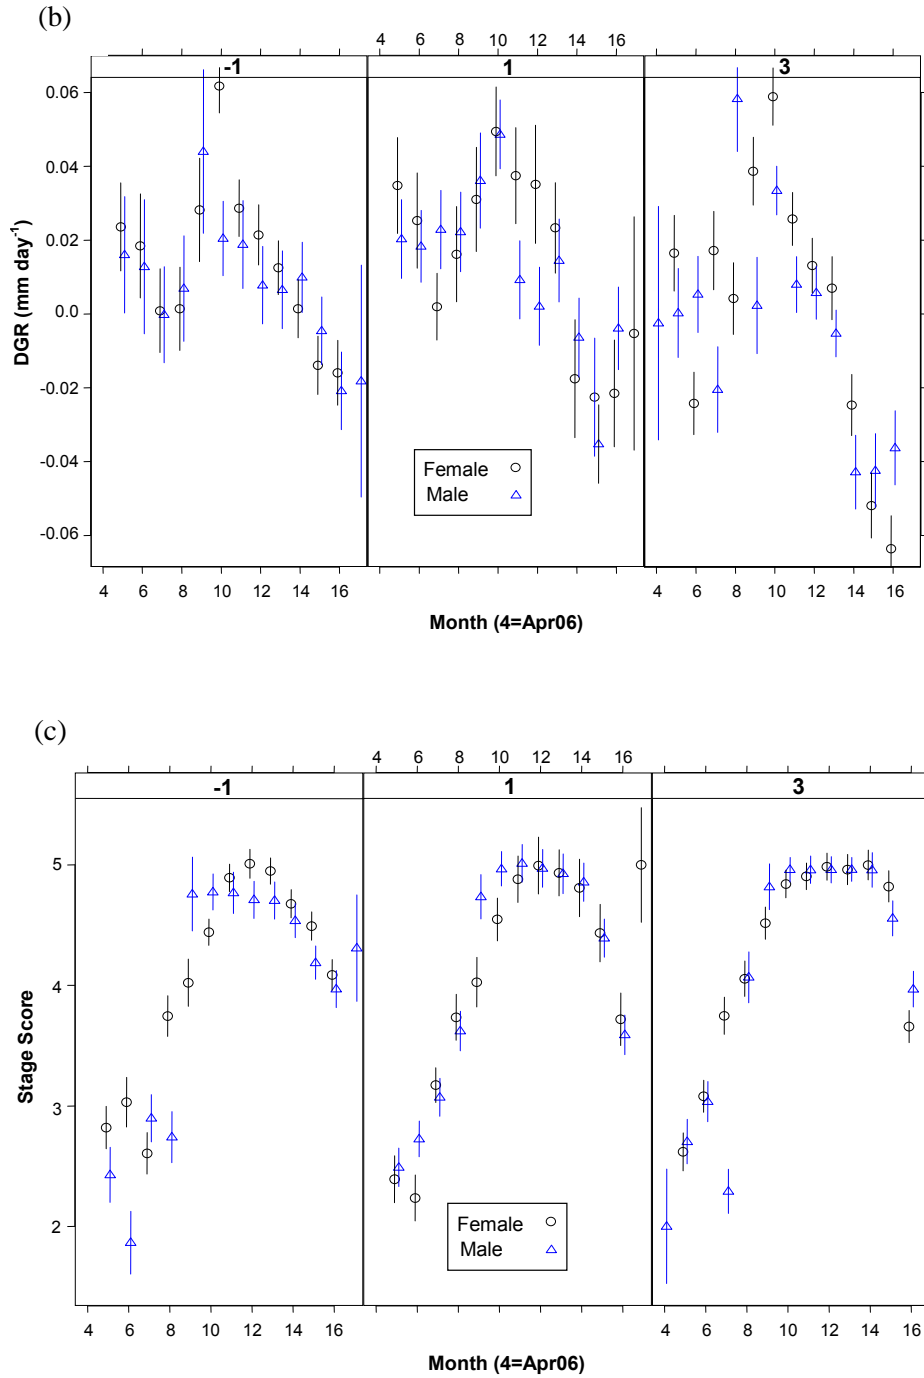 (b)
4 6 8 10 12 14 16
-1 1 3
0.06
0.04
0.02
0.0
-0.02
-0.04
-0.06
DGR (mm day-1)
Female
Male
4 6 8 10 12 14 16 4 6 8 10 12 14 16
Month (4=Apr06)
(c)
4 6 8 10 12 14 16
-1 1 3
5
4
3
2
Stage Score
Female
Male
4 6 8 10 12 14 16 4 6 8 10 12 14 16
Month (4=Apr06)